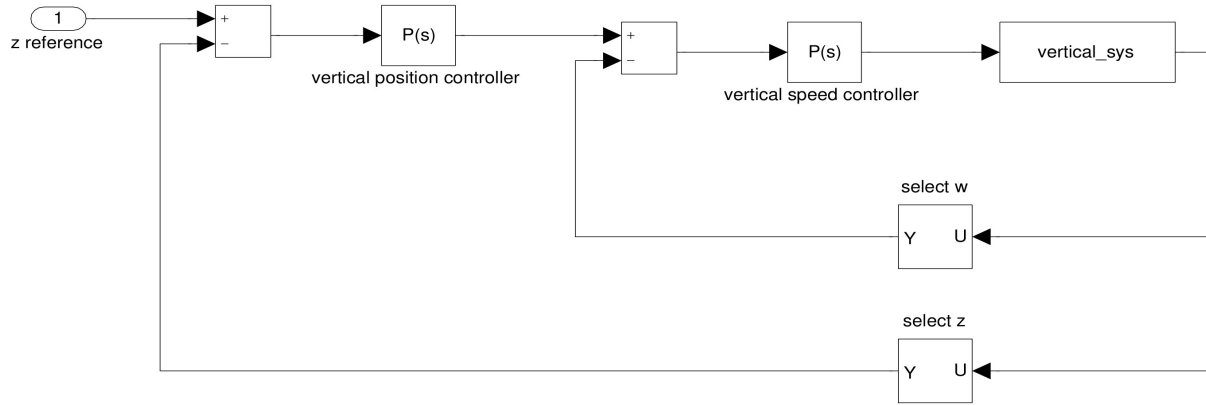 1
z reference
+
−
P(s)
vertical position controller
+
−
P(s)
vertical speed controller
vertical_sys
select w
Y U
select z
Y U